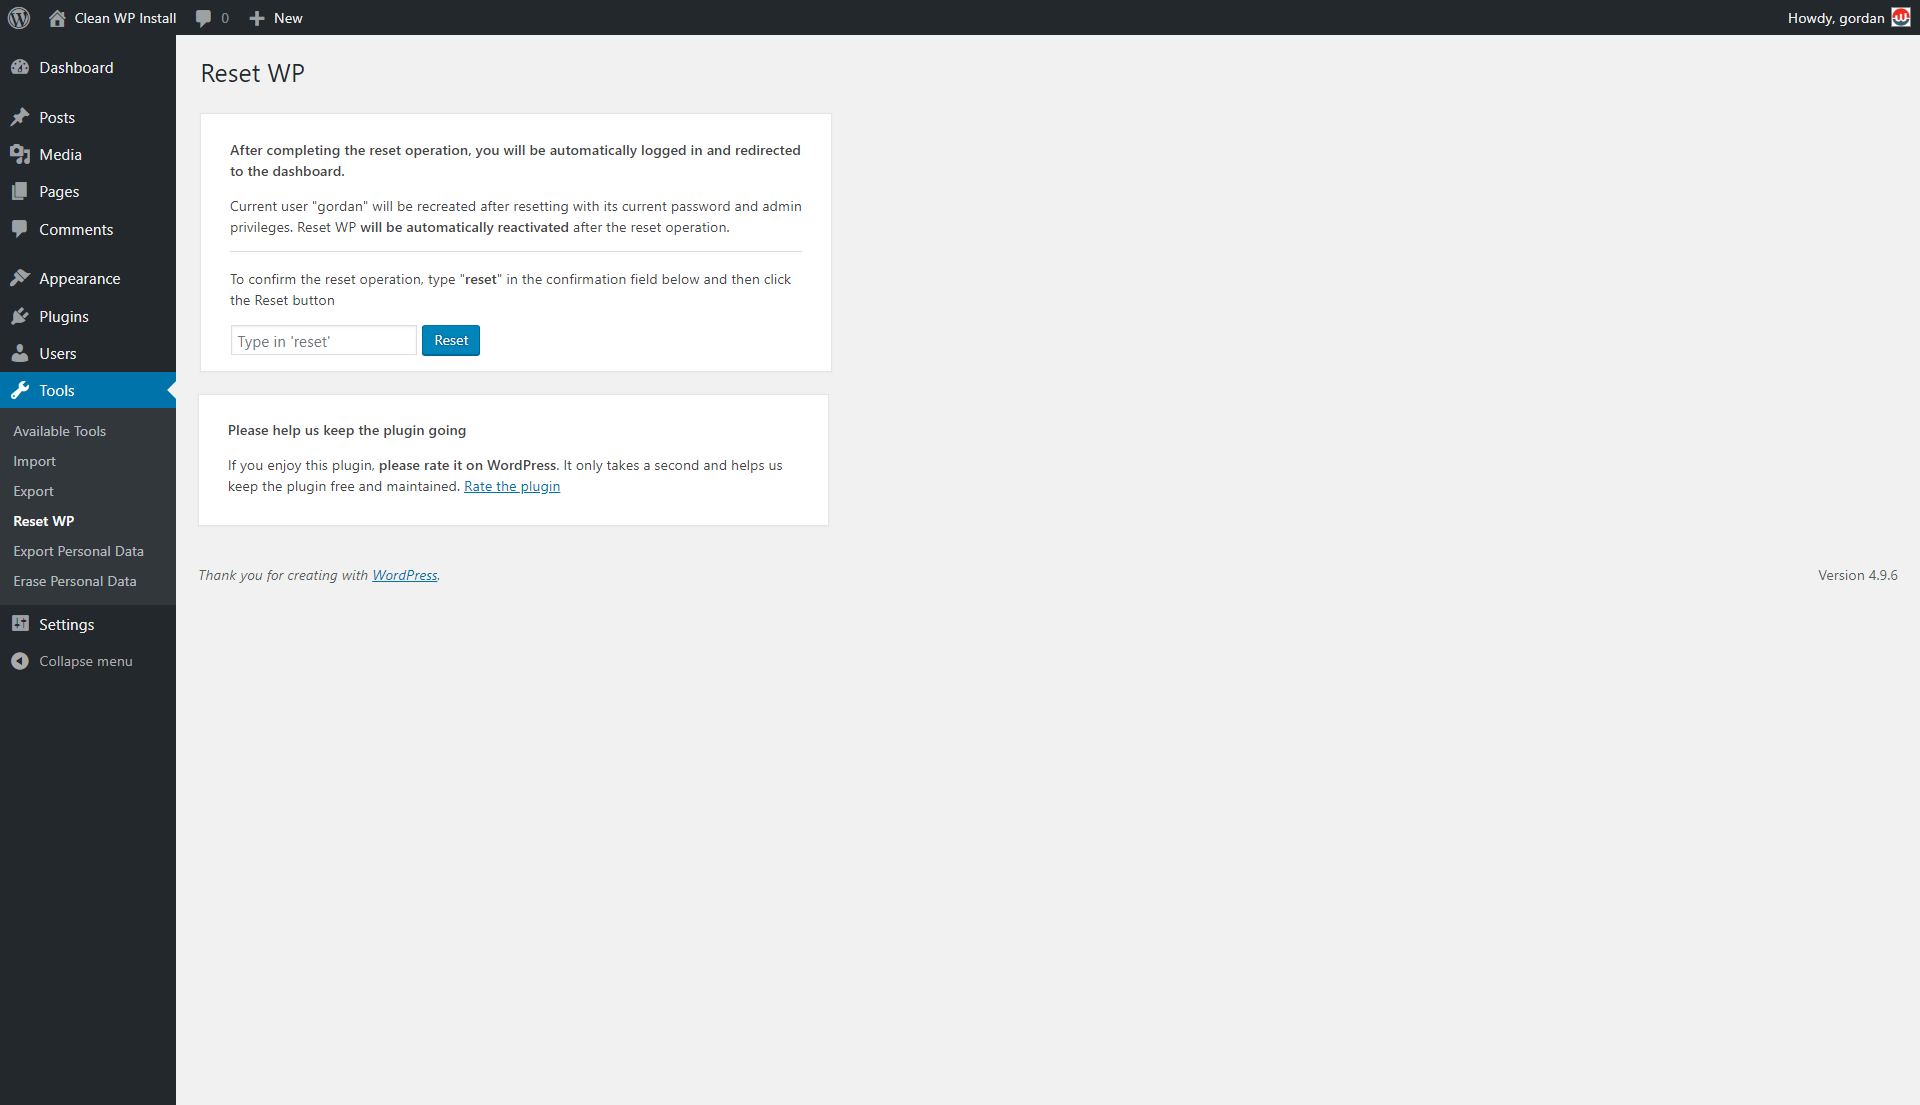 Clean WP Install
0
New
Howdy, gordan
Dashboard
Posts
Media
Pages
Comments
Appearance
Plugins
Users
Tools
Available Tools
Import
Export
Reset WP
Export Personal Data
Erase Personal Data
Settings
Collapse menu
Reset WP
After completing the reset operation, you will be automatically logged in and redirected
to the dashboard.
Current user "gordan" will be recreated after resetting with its current password and admin
privileges. Reset WP will be automatically reactivated after the reset operation.
To confirm the reset operation, type "reset" in the confirmation field below and then click
the Reset button
Type in 'reset'
Reset
Please help us keep the plugin going
If you enjoy this plugin, please rate it on WordPress. It only takes a second and helps us
keep the plugin free and maintained. Rate the plugin
Thank you for creating with WordPress.
Version 4.9.6